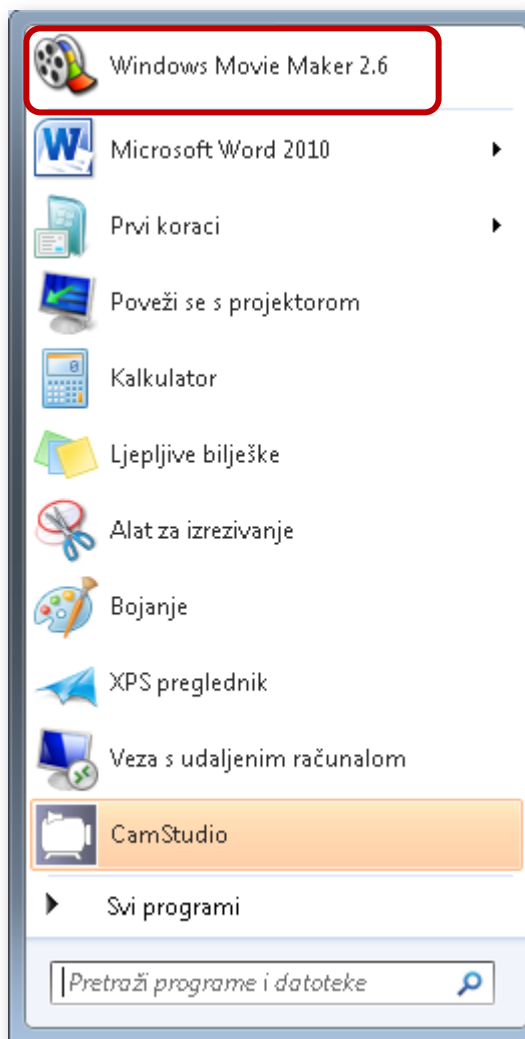 Windows Movie Maker 2.6
Microsoft Word 2010
Prvi koraci
Poveži se s projektorom
Kalkulator
Ljepljive bilješke
Alat za izrezivanje
Bojanje
XPS preglednik
Veza s udaljenim računalom
CamStudio
Svi programi
Pretraži programe i datoteke